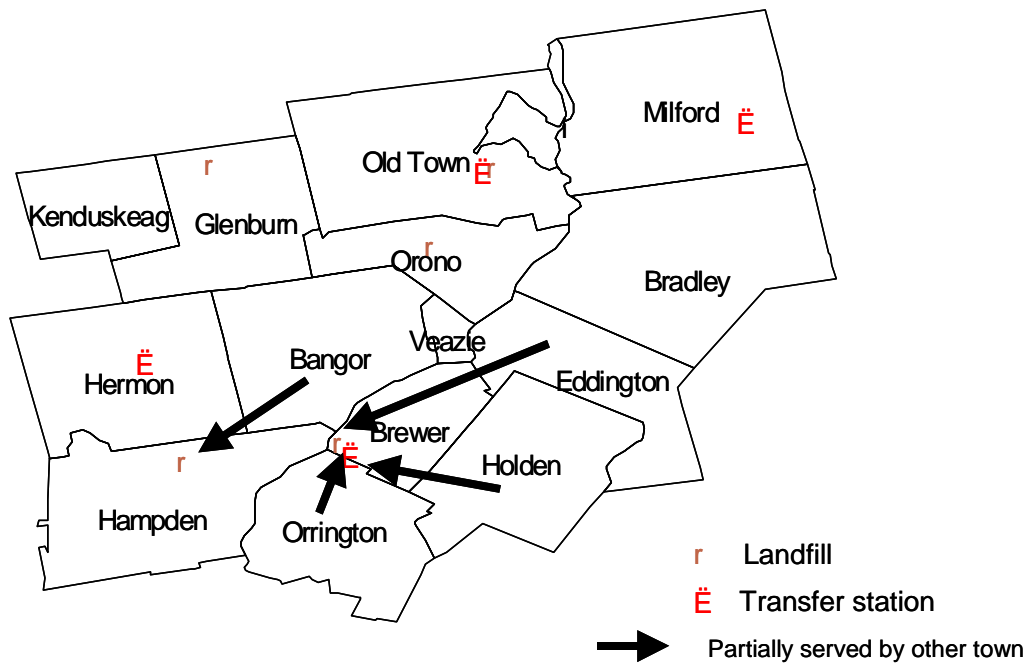 Milford Ë
Old Town Ë r
r
Kenduskeag
Glenburn
r
Orono
Bradley
Veazie
Bangor
Ë
Hermon
Eddington
Brewer
r
Ë
r
Holden
Hampden
Orrington
r Landfill
Ë Transfer station
Partially served by other town